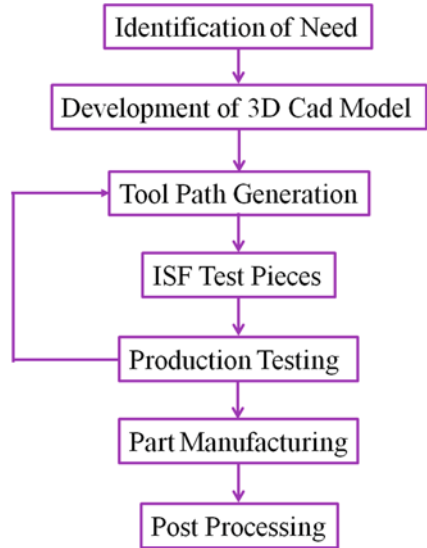 Identification of Need
Development of 3D Cad Model
Tool Path Generation
ISF Test Pieces
Production Testing
Part Manufacturing
Post Processing